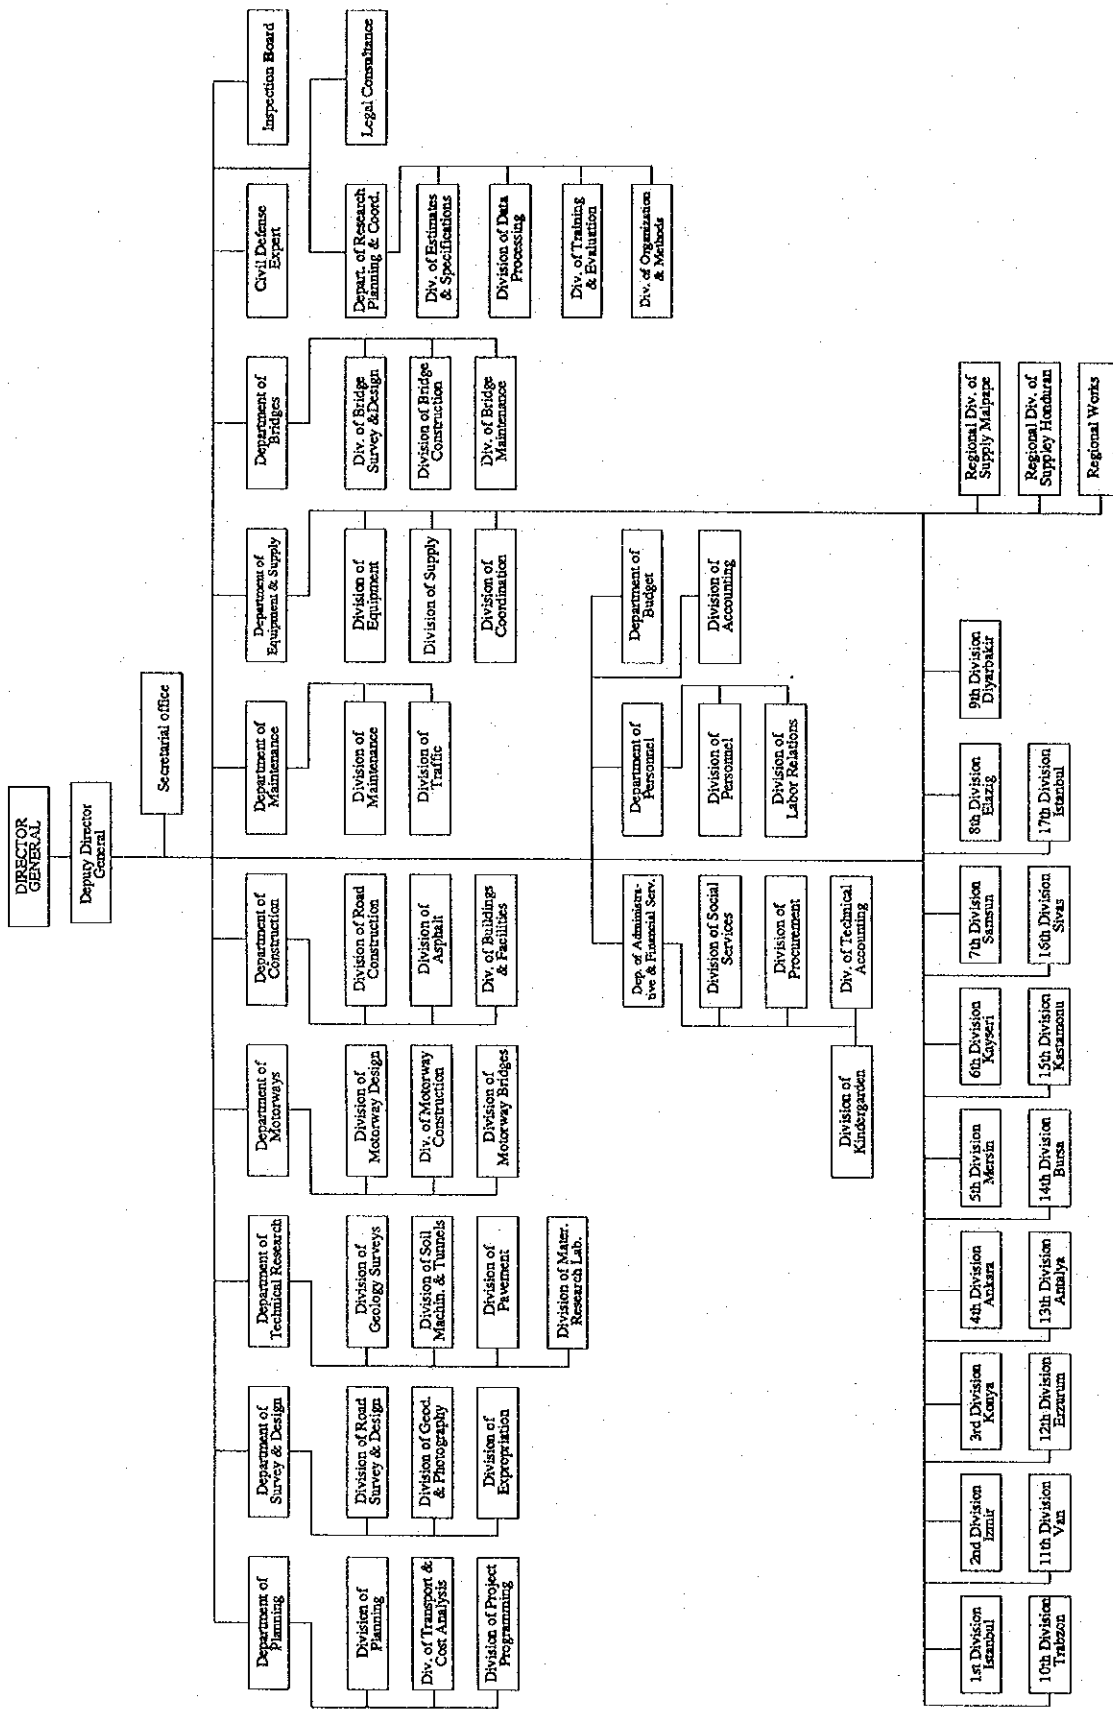 DIRECTOR
GENERAL
Deputy Director
General
Secretarial office
Department of
Planning
Department of
Survey & Design
Department of
Technical Research
Department of
Motorways
Department of
Construction
Department of
Maintenance
Department of
Equipment & Supply
Department of
Bridges
Civil Defense
Expert
Inspection Board
Division of
Planning
Div. of Transport &
Cost Analysis
Division of Project
Programming
Division of Road
Survey & Design
Division of Geod.
& Photography
Division of
Expropriation
Division of
Geology Surveys
Division of Soil
Machin. & Tunnels
Division of
Pavement
Division of Mater.
Research Lab.
Division of
Motorway Design
Div. of Motorway
Construction
Division of
Motorway Bridges
Division of Road
Construction
Division of
Asphalt
Div. of Buildings
& Facilities
Division of
Maintenance
Division of
Traffic
Division of
Equipment
Division of Supply
Division of
Coordination
Div. of Bridge
Survey & Design
Division of Bridge
Construction
Div. of Bridge
Maintenance
Depart. of Research
Planning & Coord.
Legal Consultance
Div. of Estimates
& Specifications
Division of Data
Processing
Div. of Training
& Evaluation
Div. of Organization
& Methods
Dep. of Administra-
tive & Financial Serv.
Division of Social
Services
Division of
Procurement
Div. of Technical
Accounting
Division of
Kindergarden
Department of
Personnel
Division of
Personnel
Division of
Labor Relations
Department of
Budget
Division of
Accounting
1st Division
Istanbul
2nd Division
Izmir
3rd Division
Konya
4th Division
Ankara
5th Division
Mersin
6th Division
Kayseri
7th Division
Samsun
8th Division
Elazig
9th Division
Diyarbakir
10th Division
Trabzon
11th Division
Van
12th Division
Erzurum
13th Division
Antalya
14th Division
Bursa
15th Division
Kastamonu
16th Division
Sivas
17th Division
Istanbul
Regional Div. of
Supply Malpape
Regional Div. of
Suppley Honduran
Regional Works